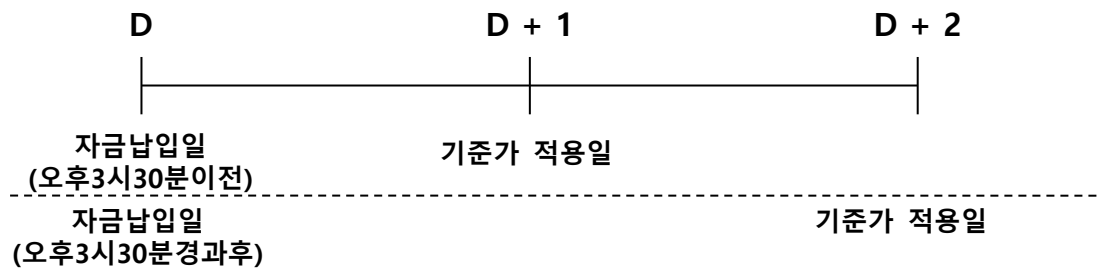 D D + 1 D + 2
자금납입일
(오후3시30분이전)
기준가 적용일
자금납입일
(오후3시30분경과후)
기준가 적용일